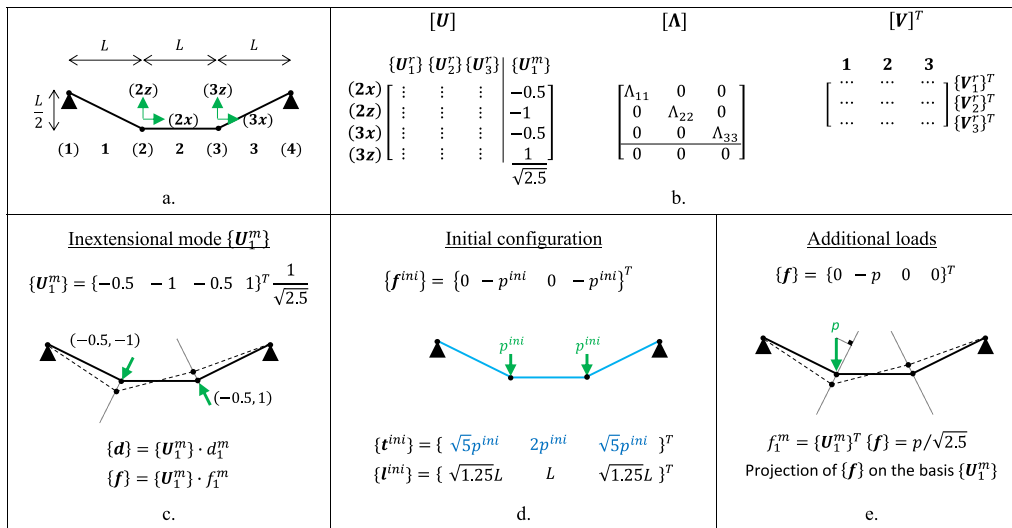 L L L
L/2
(2z) (3z)
(2x) (3x)
(1) 1 (2) 2 (3) 3 (4)
a.
[U] [Λ] [V]^T
{U_1^r} {U_2^r} {U_3^r} {U_1^m}
(2x) ⋮ ⋮ ⋮ −0.5
(2z) ⋮ ⋮ ⋮ −1
(3x) ⋮ ⋮ ⋮ −0.5
(3z) ⋮ ⋮ ⋮ 1
√2.5
Λ_11 0 0
0 Λ_22 0
0 0 Λ_33
0 0 0
1 2 3
⋯ ⋯ ⋯ {V_1^r}^T
⋯ ⋯ ⋯ {V_2^r}^T
⋯ ⋯ ⋯ {V_3^r}^T
b.
Inextensional mode {U_1^m}
{U_1^m} = {−0.5 −1 −0.5 1}^T 1/√2.5
(−0.5, −1)
(−0.5, 1)
{d} = {U_1^m} · d_1^m
{f} = {U_1^m} · f_1^m
c.
Initial configuration
{f^ini} = {0 −p^ini 0 −p^ini}^T
p^ini p^ini
{t^ini} = { √5p^ini 2p^ini √5p^ini }^T
{l^ini} = { √1.25L L √1.25L }^T
d.
Additional loads
{f} = {0 −p 0 0}^T
p
f_1^m = {U_1^m}^T {f} = p/√2.5
Projection of {f} on the basis {U_1^m}
e.